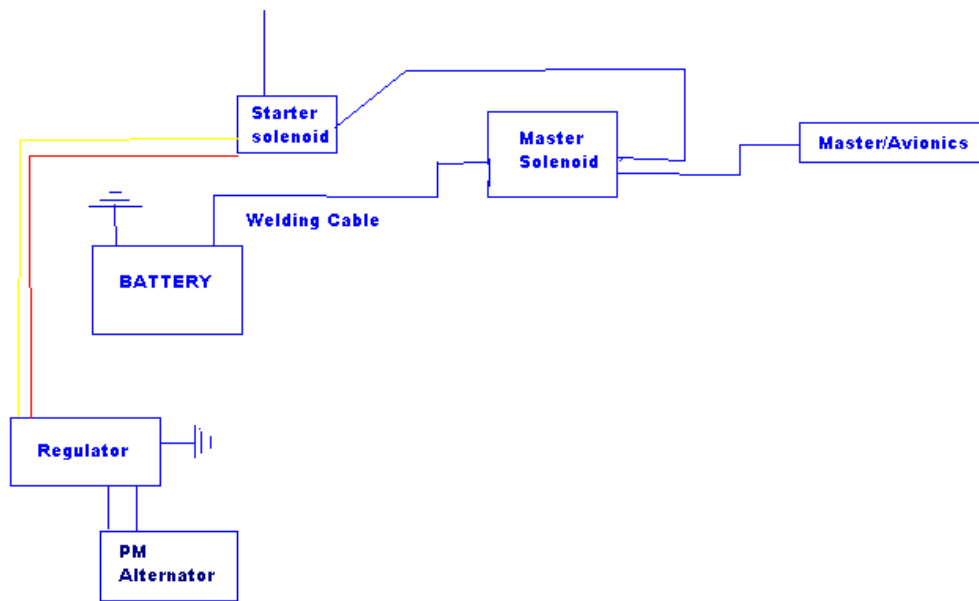 Starter
solenoid
Master
Solenoid
Master/Avionics
Welding Cable
BATTERY
Regulator
PM
Alternator